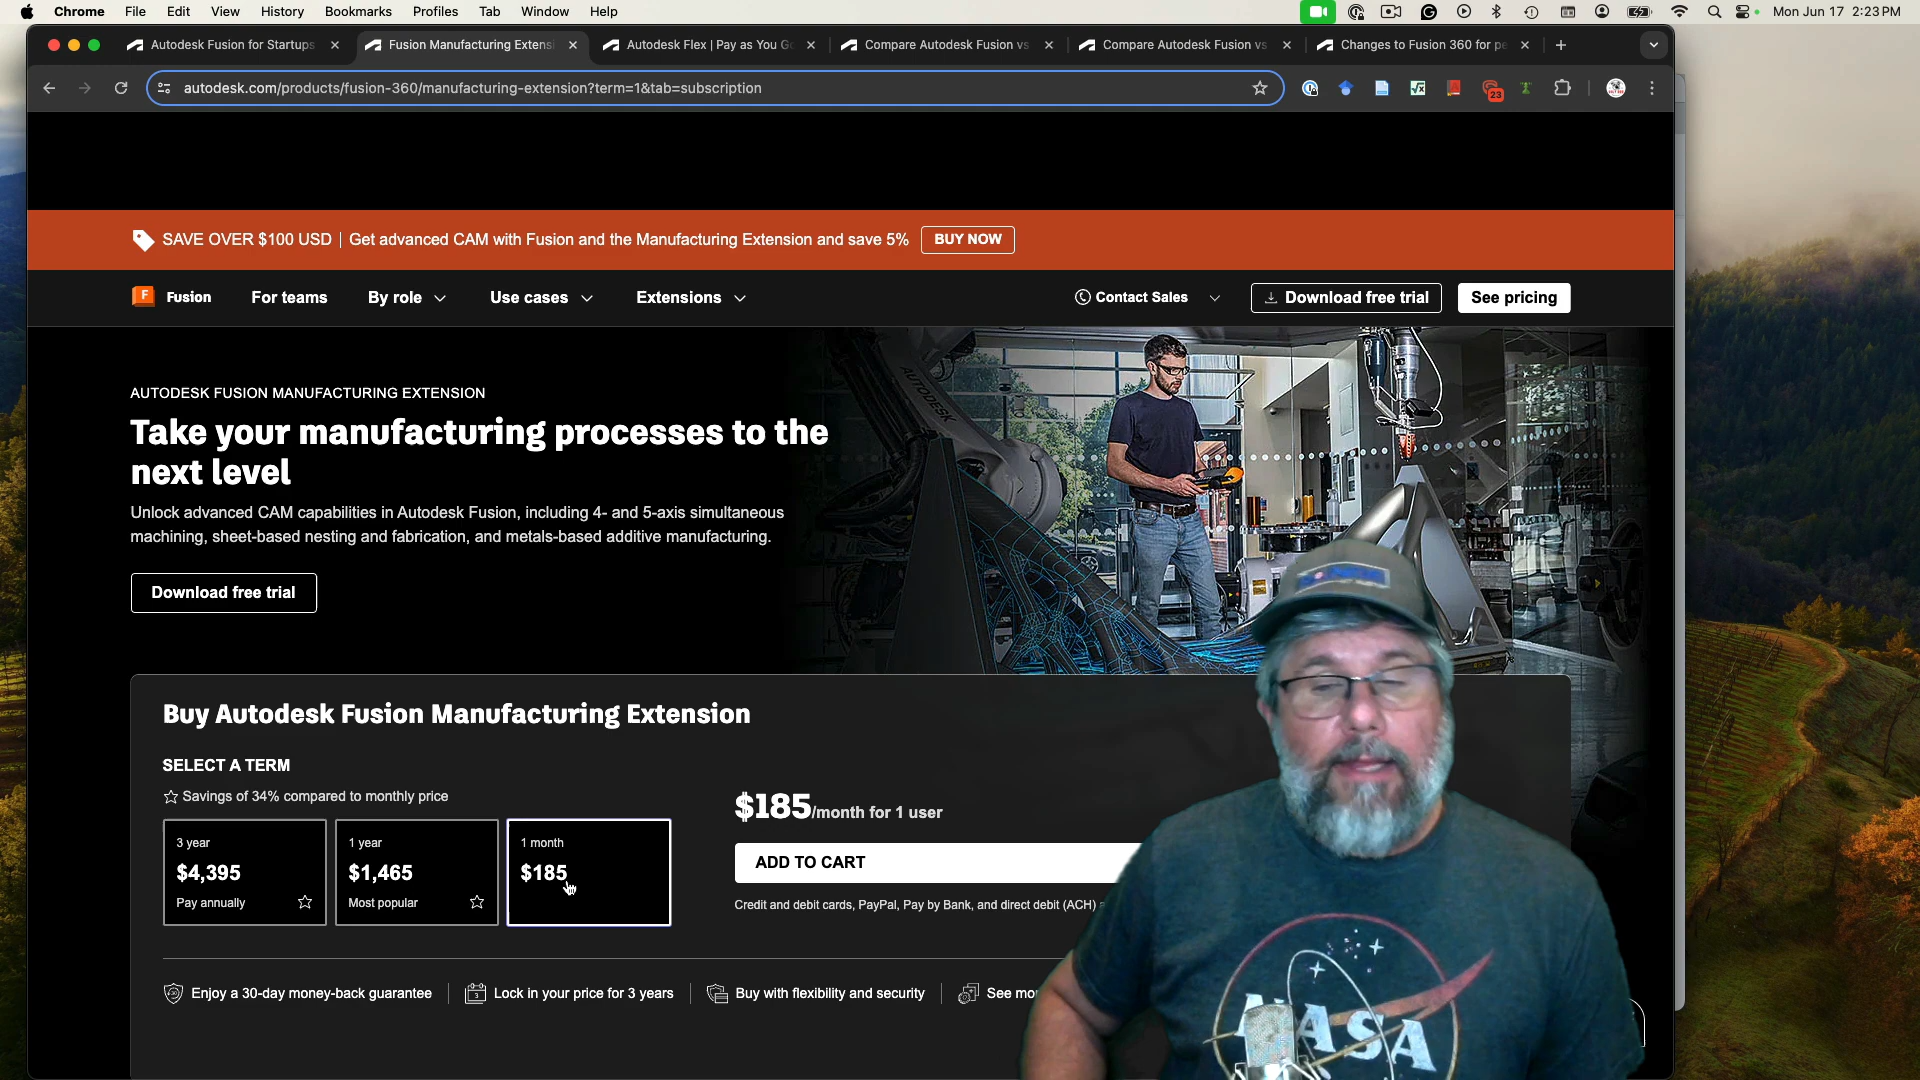 Chrome File Edit View History Bookmarks Profiles Tab Window Help Mon Jun 17 2:23 PM
Autodesk Fusion for Startups Fusion Manufacturing Extens Autodesk Flex | Pay as You G Compare Autodesk Fusion vs Compare Autodesk Fusion vs Changes to Fusion 360 for pe
autodesk.com/products/fusion-360/manufacturing-extension?term=1&tab=subscription 23
SAVE OVER $100 USD | Get advanced CAM with Fusion and the Manufacturing Extension and save 5% BUY NOW
F Fusion For teams By role Use cases Extensions Contact Sales Download free trial See pricing
AUTODESK
AUTODESK FUSION MANUFACTURING EXTENSION
Take your manufacturing processes to the
next level
Unlock advanced CAM capabilities in Autodesk Fusion, including 4- and 5-axis simultaneous
machining, sheet-based nesting and fabrication, and metals-based additive manufacturing.
Download free trial
Buy Autodesk Fusion Manufacturing Extension
SELECT A TERM
Savings of 34% compared to monthly price
3 year
$4,395
Pay annually
1 year
$1,465
Most popular
1 month
$185
$185/month for 1 user
ADD TO CART
Credit and debit cards, PayPal, Pay by Bank, and direct debit (ACH)
Enjoy a 30-day money-back guarantee Lock in your price for 3 years Buy with flexibility and security See mo
NASA